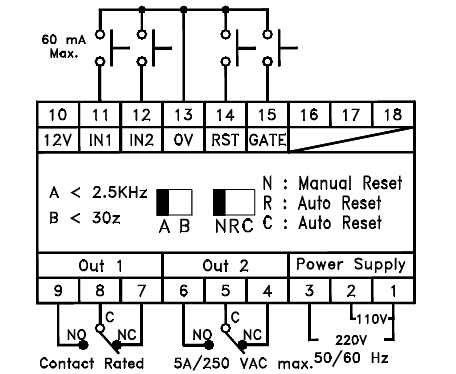 60 mA
Max.
10 11 12 13 14 15 16 17 18
12V IN1 IN2 0V RST GATE
A < 2.5KHz
B < 30z
A B
NRC
N : Manual Reset
R : Auto Reset
C : Auto Reset
Out 1 Out 2 Power Supply
9 8 7 6 5 4 3 2 1
NO C NC NO C NC
110V
220V
50/60 Hz
Contact Rated 5A/250 VAC max.